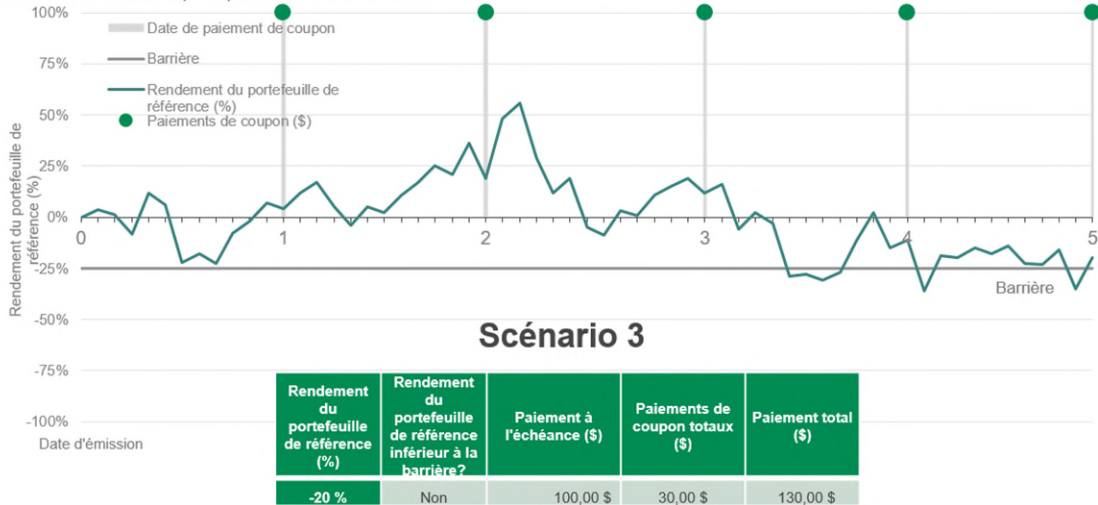 100%
Date de paiement de coupon
Barrière
75%
Rendement du portefeuille de
référence (%)
50%
Paiements de coupon ($)
25%
0%
0
1
2
3
4
5
-25%
Barrière
-50%
-75%
-100%
Rendement du portefeuille de
référence (%)
Date d'émission
Scénario 3
Rendement
du
portefeuille
de référence
(%)
Rendement
du
portefeuille
de référence
inférieur à la
barrière?
Paiement à
l'échéance ($)
Paiements de
coupon totaux
($)
Paiement total
($)
-20 %
Non
100,00 $
30,00 $
130,00 $